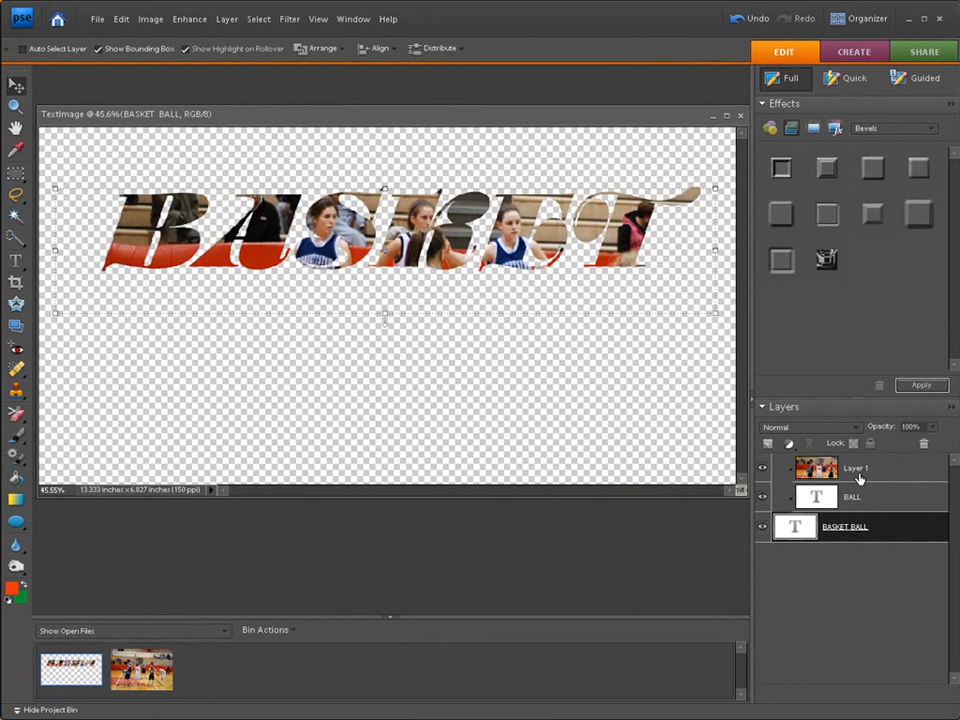 pse File Edit Image Enhance Layer Select Filter View Window Help Undo Redo Organizer
Auto Select Layer Show Bounding Box Show Highlight on Rollover Arrange Align Distribute EDIT CREATE SHARE
Full Quick Guided
Effects
TextImage @ 45.6%(BASKET BALL, RGB/8)
Bevels
BASKET
Apply
Layers
Normal Opacity: 100%
Lock:
Layer 1
T BALL
T BASKET BALL
45.55% 13.333 inches x 6.827 inches (150 ppi)
Show Open Files Bin Actions
BASKET
Hide Project Bin